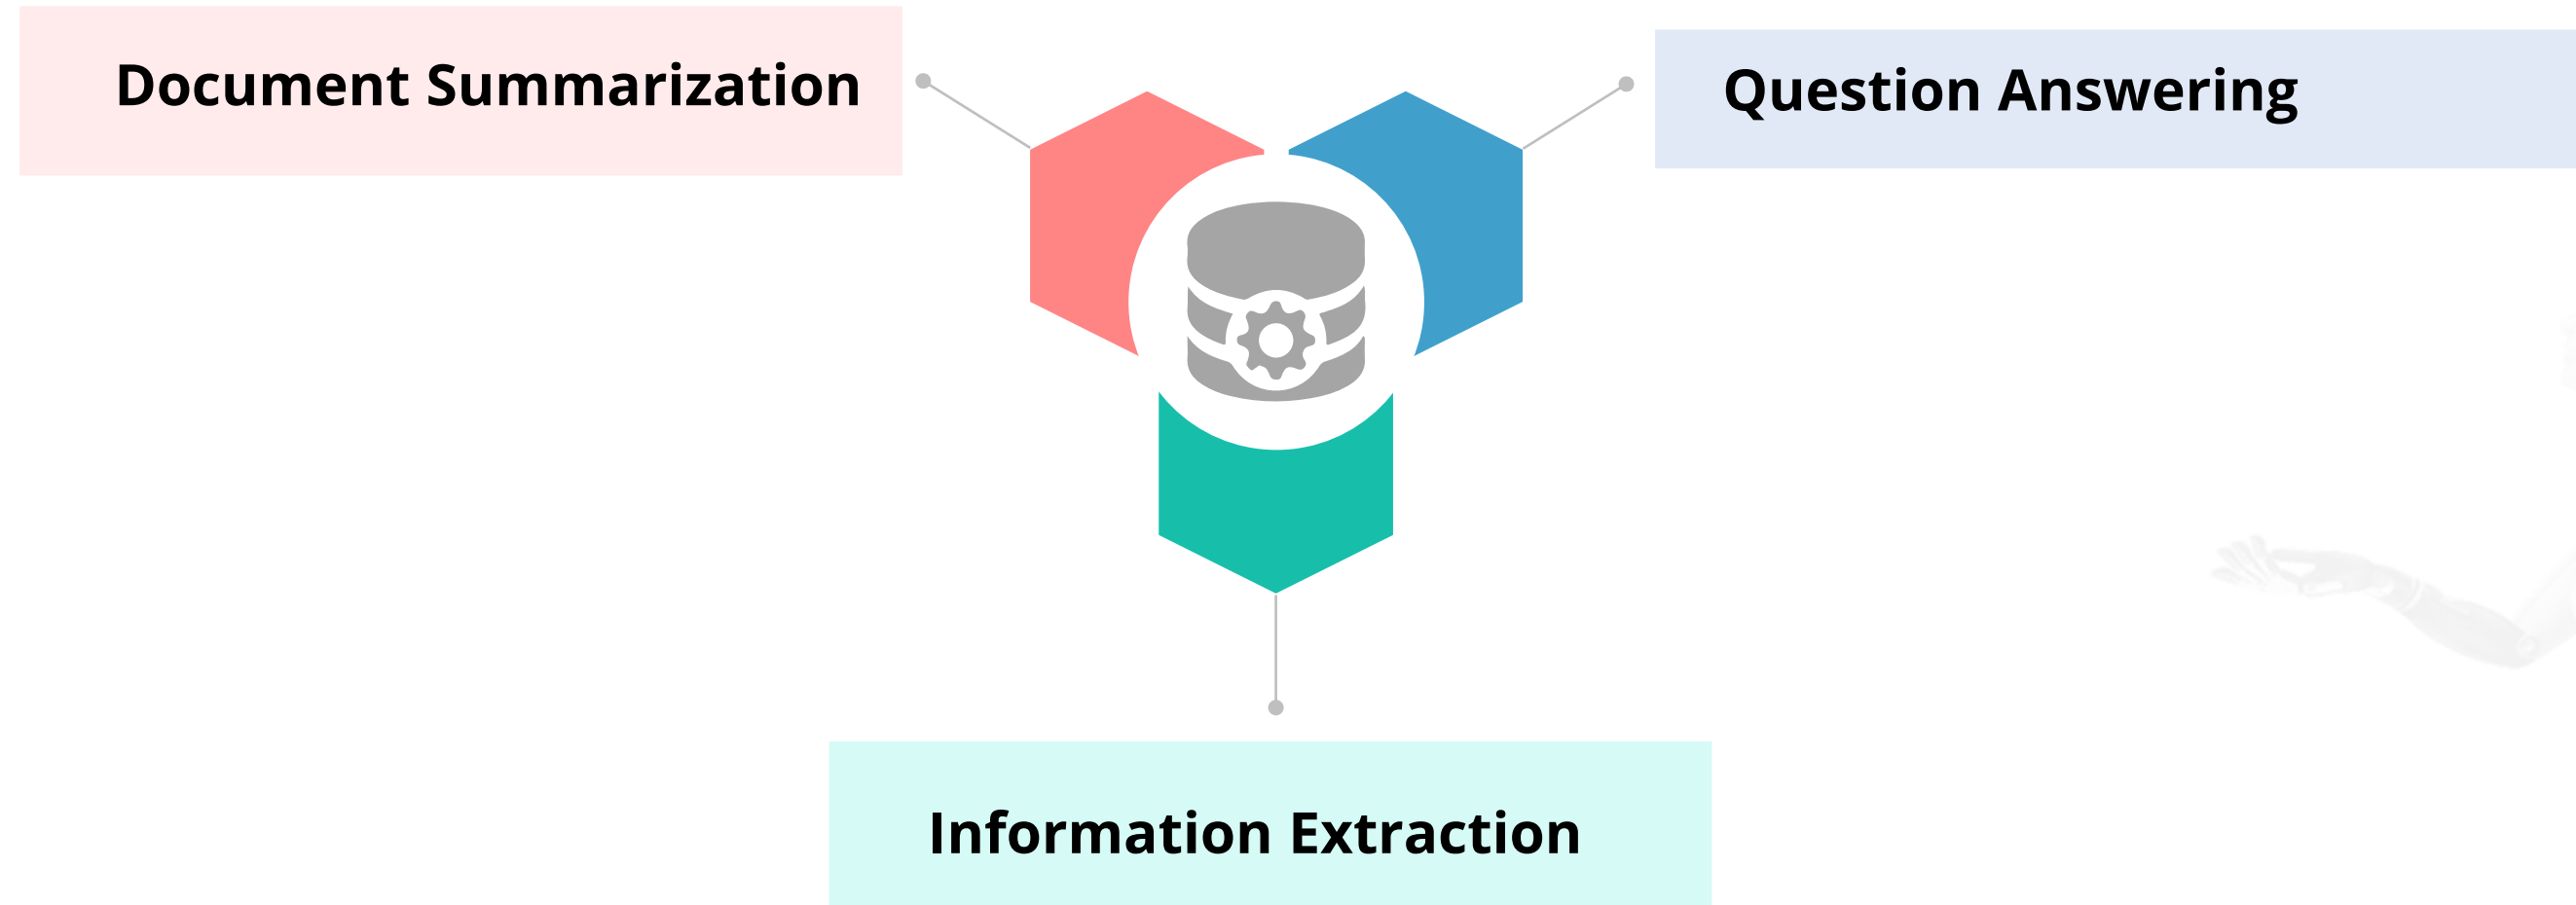 Document Summarization
Question Answering
Information Extraction